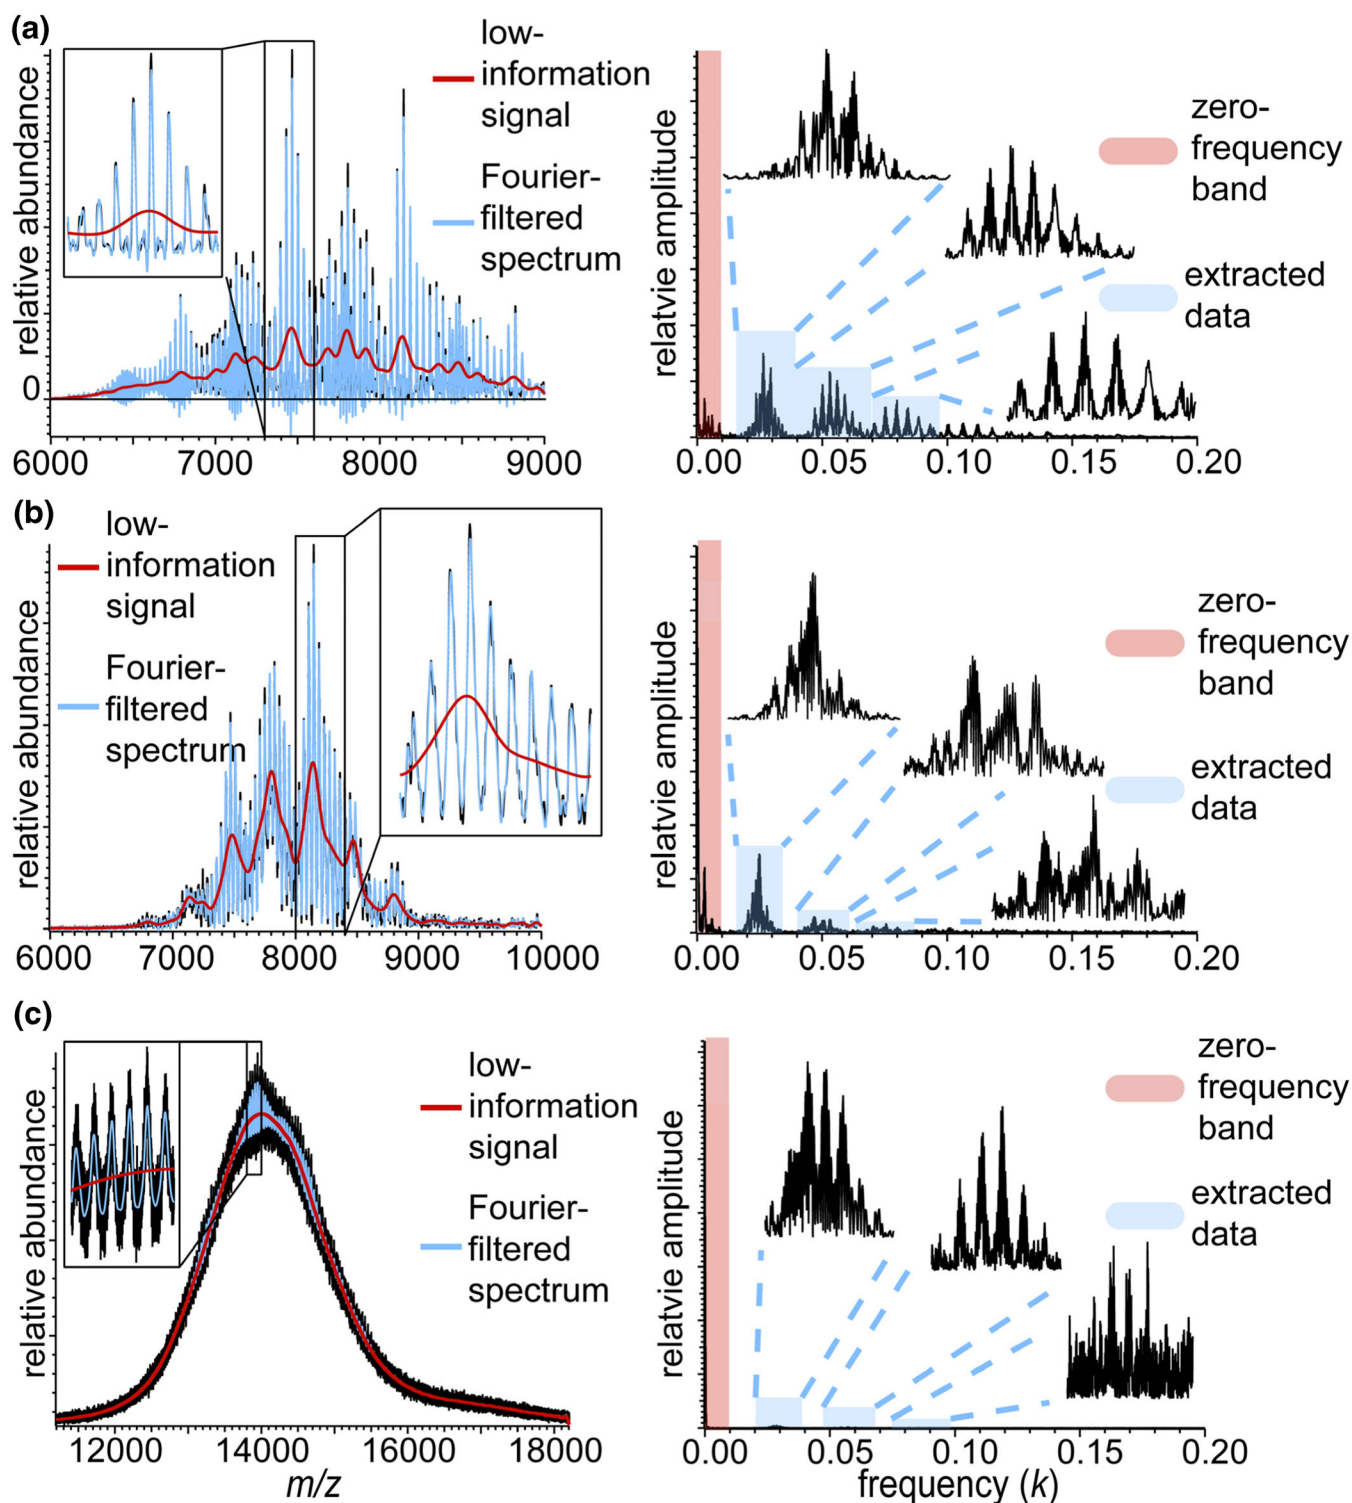 (a)
low-
information
signal
Fourier-
filtered
spectrum
relative abundance
0
6000 7000 8000 9000
relatvie amplitude
zero-
frequency
band
extracted
data
0.00 0.05 0.10 0.15 0.20
(b)
low-
information
signal
Fourier-
filtered
spectrum
relative abundance
6000 7000 8000 9000 10000
relatvie amplitude
zero-
frequency
band
extracted
data
0.00 0.05 0.10 0.15 0.20
(c)
low-
information
signal
Fourier-
filtered
spectrum
relative abundance
12000 14000 16000 18000
m/z
relatvie amplitude
zero-
frequency
band
extracted
data
0.00 0.05 0.10 0.15 0.20
frequency (k)